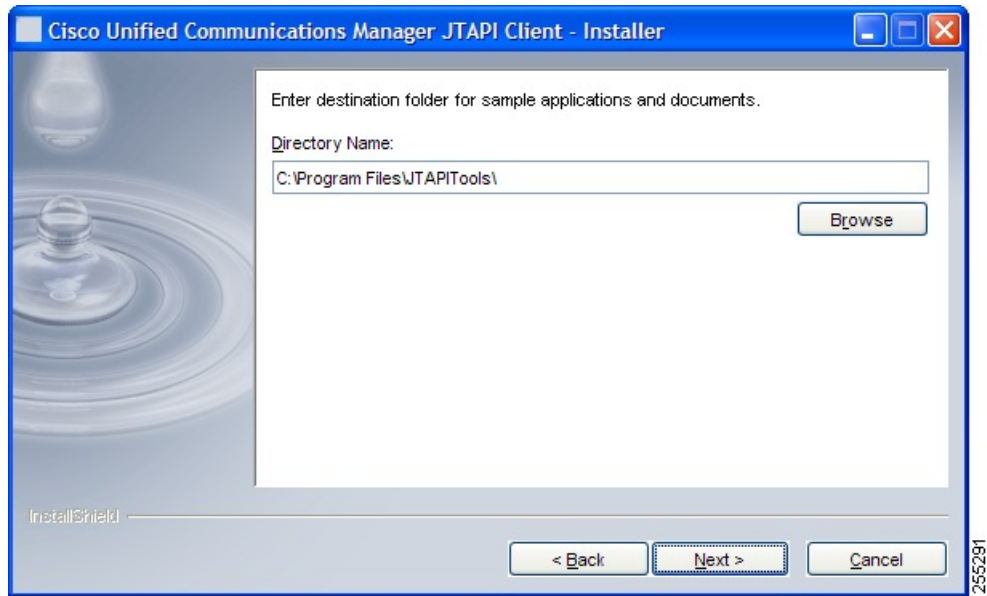 Cisco Unified Communications Manager JTAPI Client - Installer
Enter destination folder for sample applications and documents.
Directory Name:
C:\Program Files\JTAPITools\
Browse
InstallShield
< Back
Next >
Cancel
255291